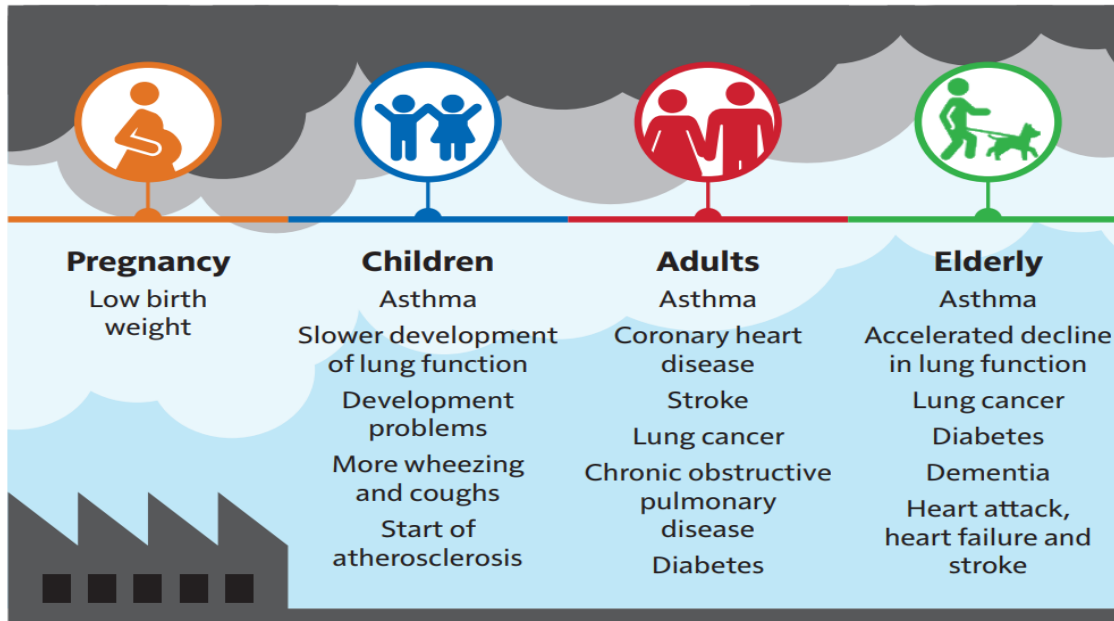 Pregnancy
Low birth
weight
Children
Asthma
Slower development
of lung function
Development
problems
More wheezing
and coughs
Start of
atherosclerosis
Adults
Asthma
Coronary heart
disease
Stroke
Lung cancer
Chronic obstructive
pulmonary
disease
Diabetes
Elderly
Asthma
Accelerated decline
in lung function
Lung cancer
Diabetes
Dementia
Heart attack,
heart failure and
stroke